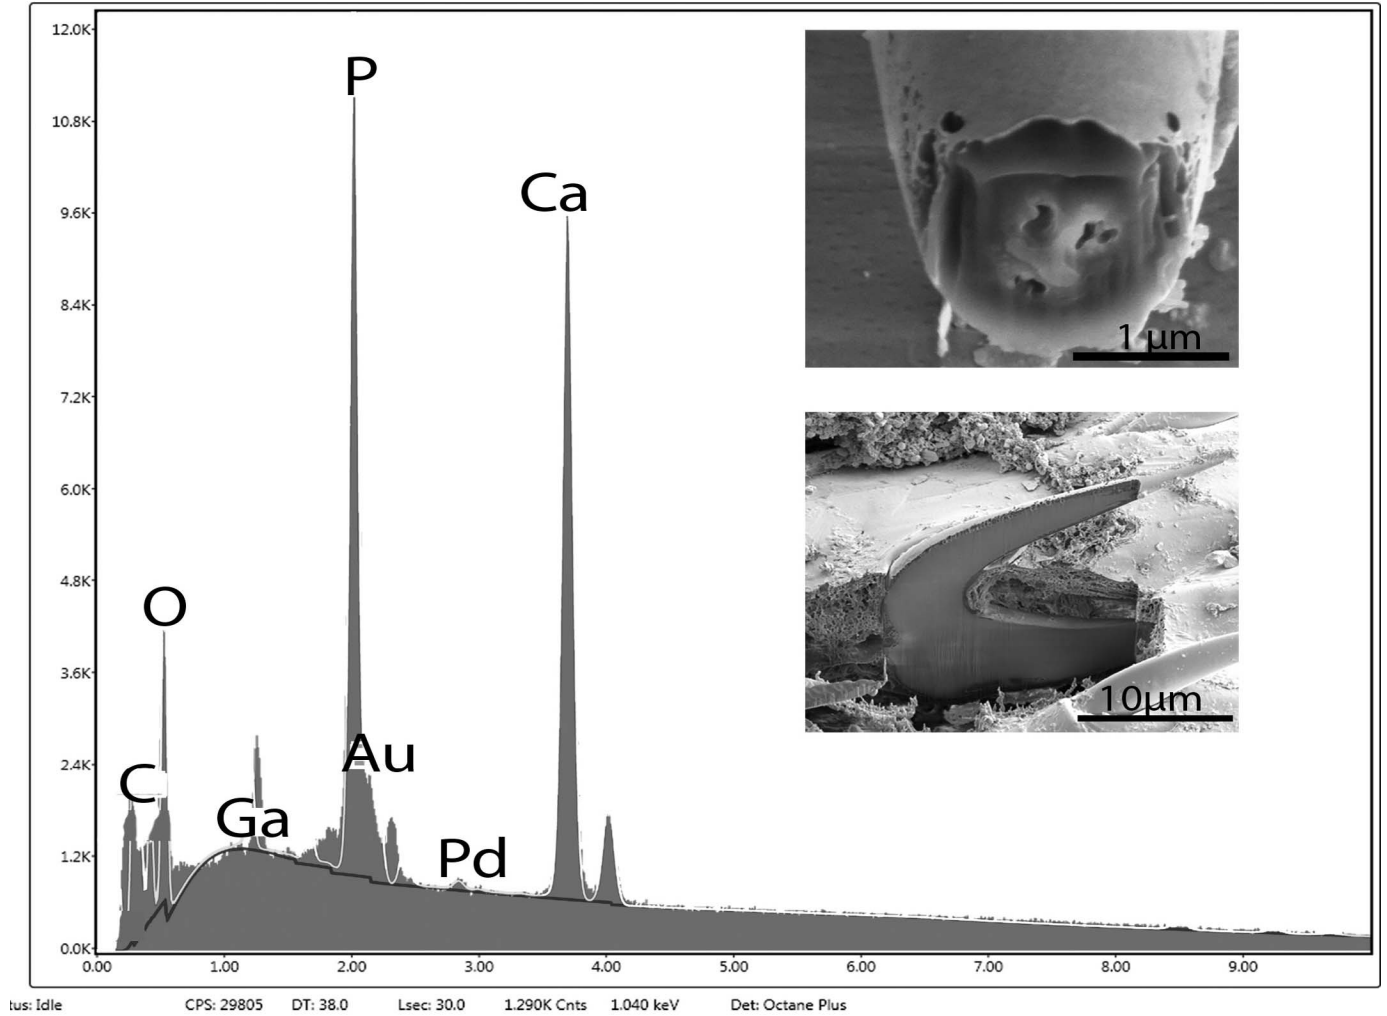 12.0K
P
10.8K
Ca
9.6K
1 µm
8.4K
7.2K
6.0K
4.8K
O
3.6K
10µm
2.4K
Au
C
Ga
1.2K
Pd
0.0K
0.00 1.00 2.00 3.00 4.00 5.00 6.00 7.00 8.00 9.00
tus: Idle CPS: 29805 DT: 38.0 Lsec: 30.0 1.290K Cnts 1.040 keV Det: Octane Plus